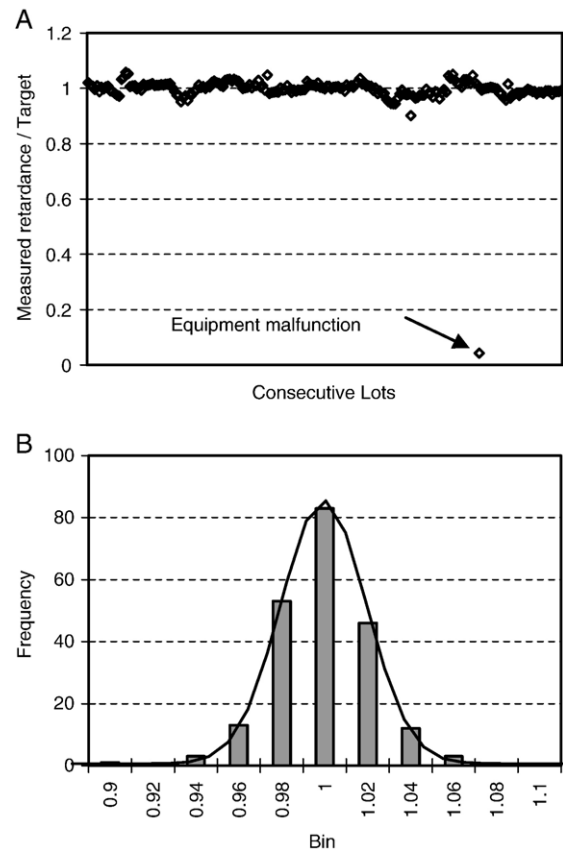 A
1.2
1
0.8
0.6
0.4
0.2
0
Measured retardance / Target
Equipment malfunction
Consecutive Lots
B
100
80
60
40
20
0
Frequency
0.9 0.92 0.94 0.96 0.98 1 1.02 1.04 1.06 1.08 1.1
Bin